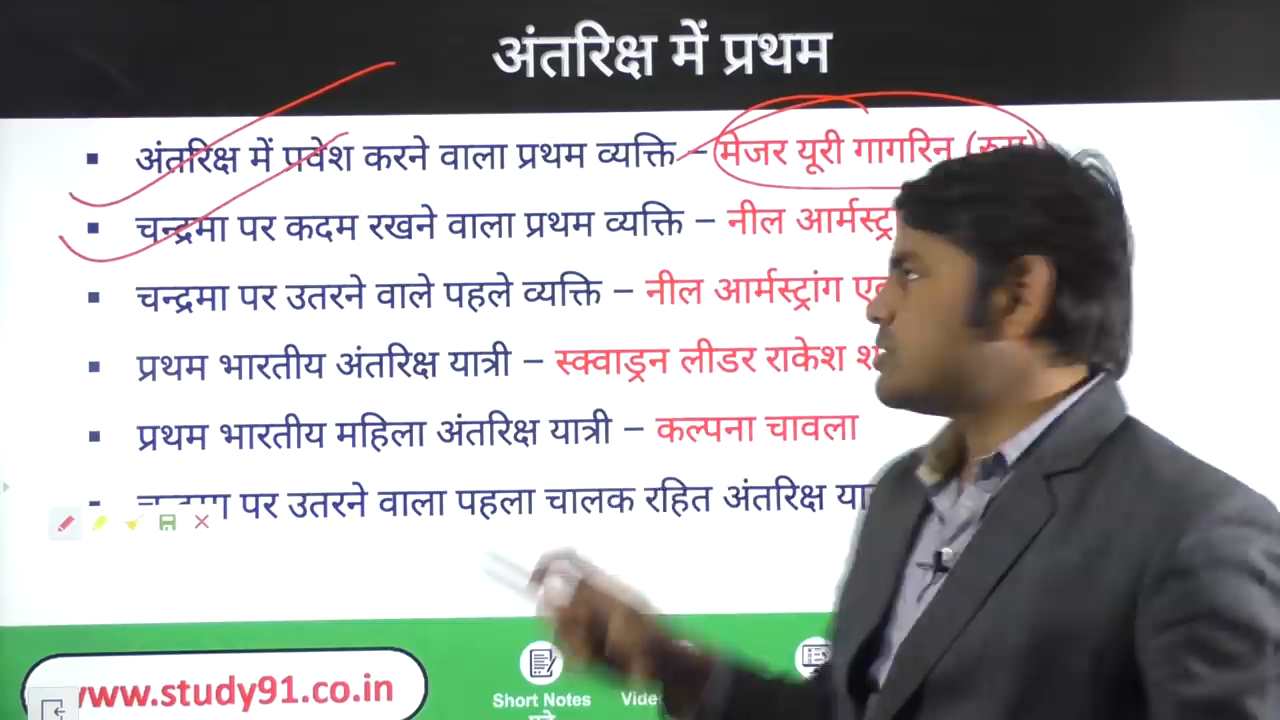 अंतरिक्ष में प्रथम
▪ अंतरिक्ष में प्रवेश करने वाला प्रथम व्यक्ति – मेजर यूरी गागरिन (रुस)
▪ चन्द्रमा पर कदम रखने वाला प्रथम व्यक्ति – नील
▪ चन्द्रमा पर उतरने वाले पहले व्यक्ति – नील आर्मस्ट्रांग
▪ प्रथम भारतीय अंतरिक्ष यात्री – स्क्वाड्रन लीडर राकेश
▪ प्रथम भारतीय महिला अंतरिक्ष यात्री – कल्पना चावला
पर उतरने वाला पहला चालक रहित अंतरिक्ष
www.study91.co.in
Short Notes